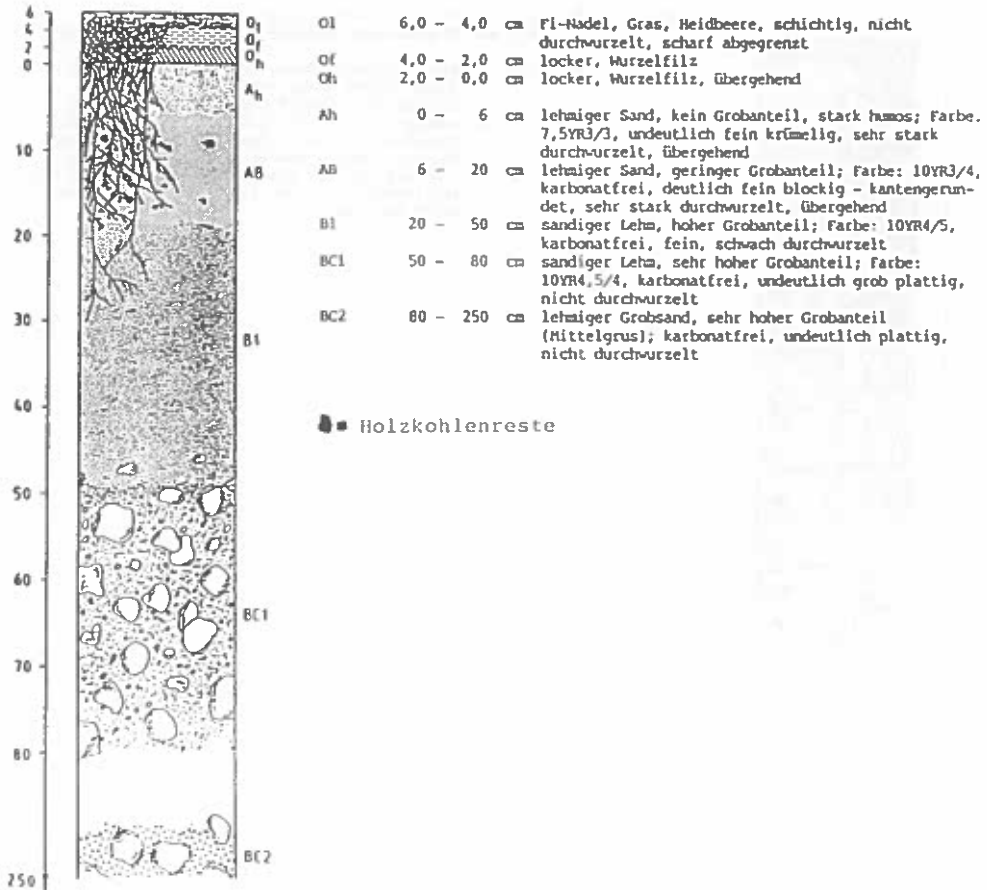 6
4
2
0
10
20
30
40
50
60
70
80
250
Ol
Of
Oh
Ah
AB
B1
BC1
BC2
Ol 6,0 – 4,0 cm Fi-Nadel, Gras, Heidbeere, schichtig, nicht
durchwurzelt, scharf abgegrenzt
Of 4,0 – 2,0 cm locker, Wurzelfilz
Oh 2,0 – 0,0 cm locker, Wurzelfilz, übergehend
Ah 0 – 6 cm lehmiger Sand, kein Grobanteil, stark humos; Farbe.
7,5YR3/3, undeutlich fein krümelig, sehr stark
durchwurzelt, übergehend
AB 6 – 20 cm lehmiger Sand, geringer Grobanteil; Farbe: 10YR3/4,
karbonatfrei, deutlich fein blockig – kantengerun-
det, sehr stark durchwurzelt, übergehend
B1 20 – 50 cm sandiger Lehm, hoher Grobanteil; Farbe: 10YR4/5,
karbonatfrei, fein, schwach durchwurzelt
BC1 50 – 80 cm sandiger Lehm, sehr hoher Grobanteil; Farbe:
10YR4,5/4, karbonatfrei, undeutlich grob plattig,
nicht durchwurzelt
BC2 80 – 250 cm lehmiger Grobsand, sehr hoher Grobanteil
(Mittelgrus); karbonatfrei, undeutlich plattig,
nicht durchwurzelt
Holzkohlenreste